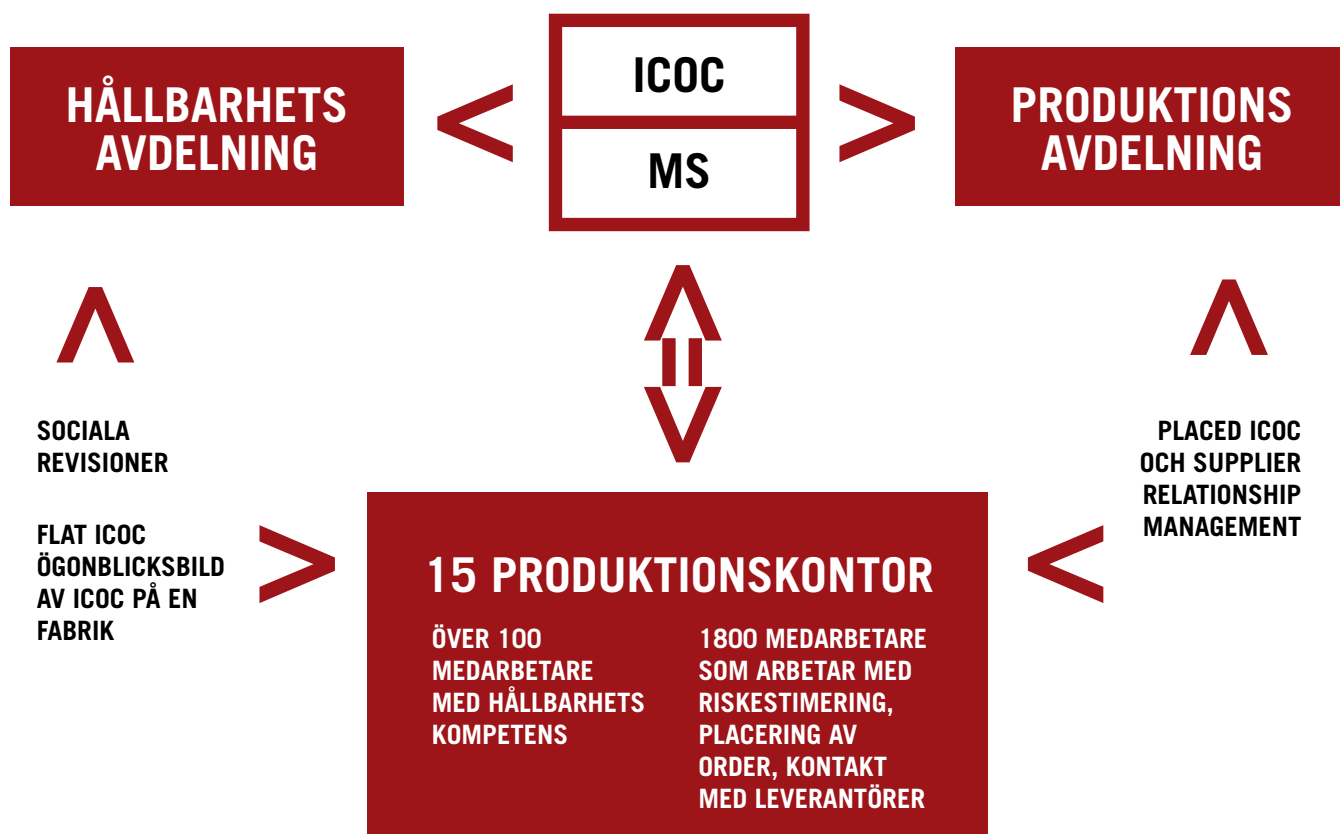 HÅLLBARHETS
AVDELNING
ICOC
MS
PRODUKTIONS
AVDELNING
SOCIALA
REVISIONER
FLAT ICOC
ÖGONBLICKSBILD
AV ICOC PÅ EN
FABRIK
PLACED ICOC
OCH SUPPLIER
RELATIONSHIP
MANAGEMENT
15 PRODUKTIONSKONTOR
ÖVER 100
MEDARBETARE
MED HÅLLBARHETS
KOMPETENS
1800 MEDARBETARE
SOM ARBETAR MED
RISKESTIMERING,
PLACERING AV
ORDER, KONTAKT
MED LEVERANTÖRER